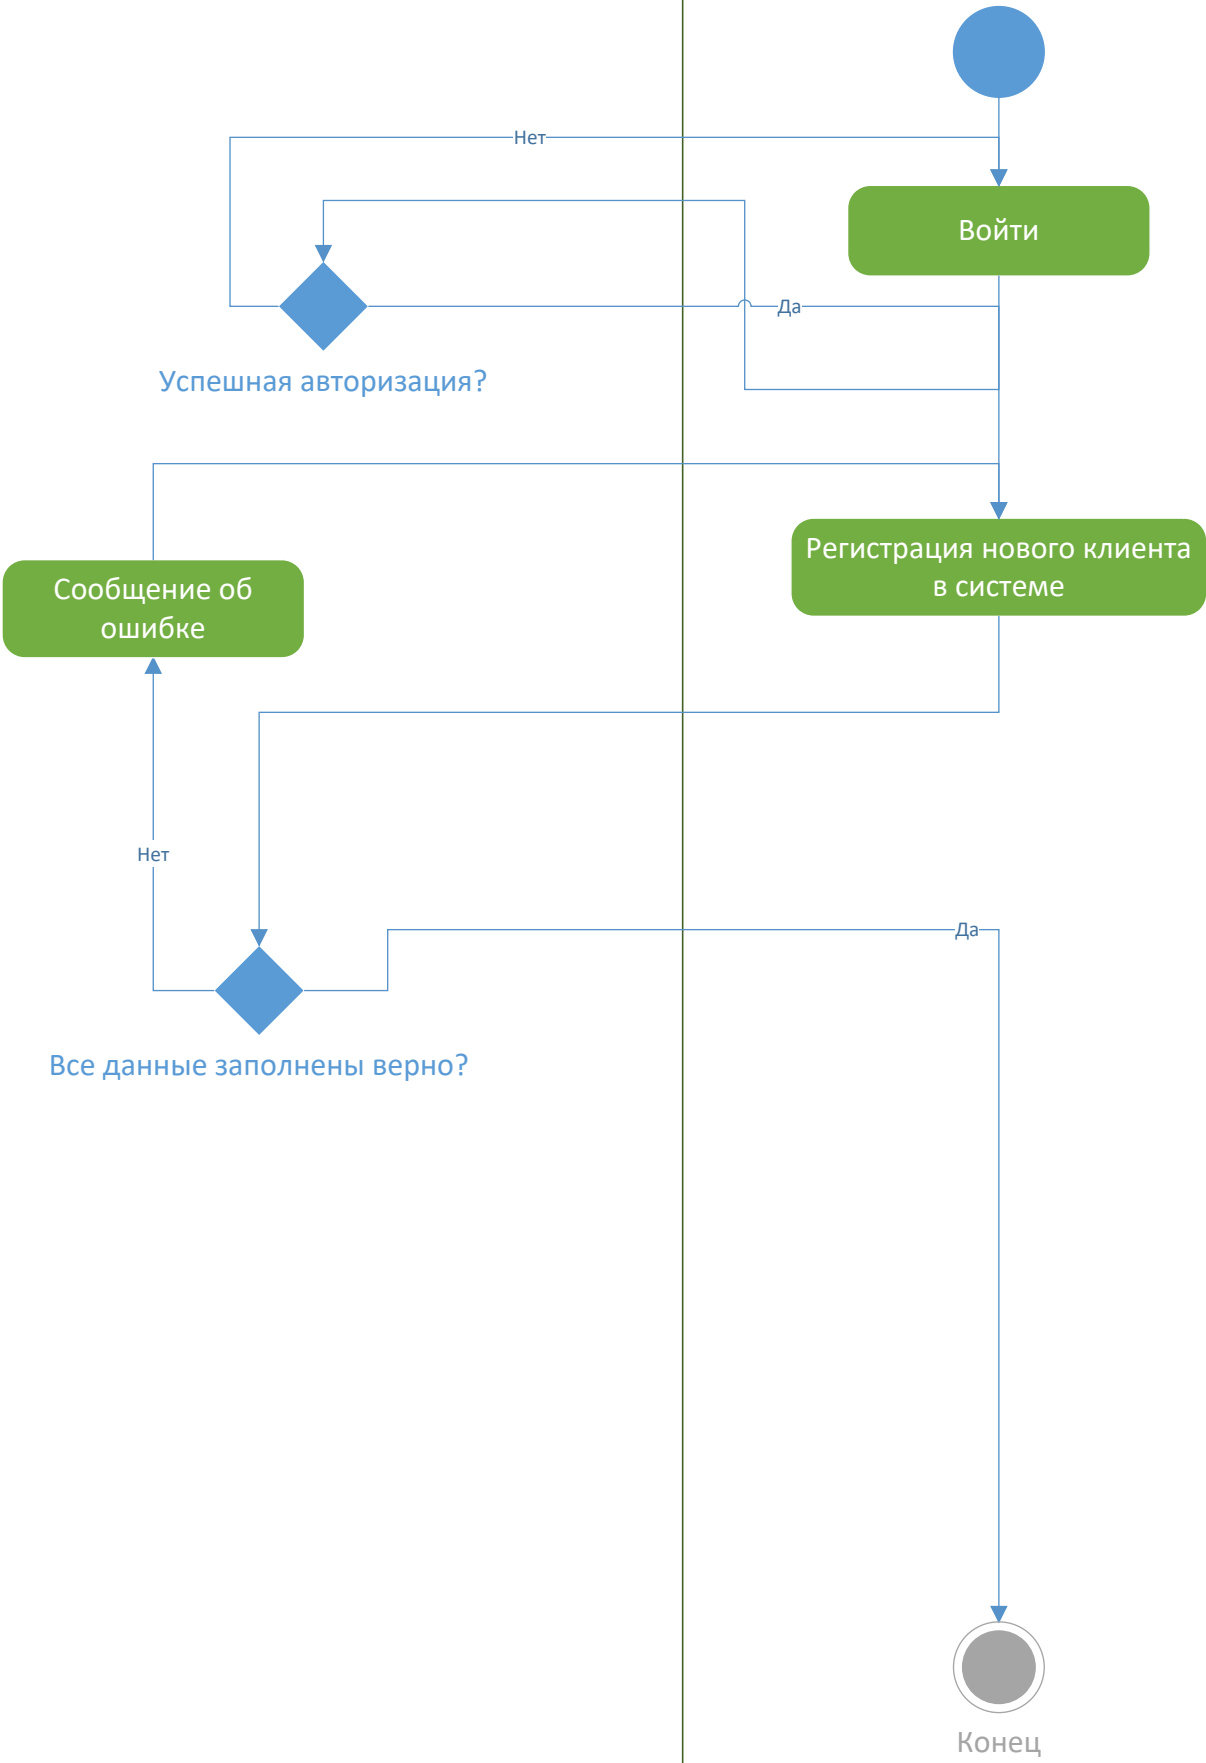 Нет
Войти
Да
Успешная авторизация?
Регистрация нового клиента
в системе
Сообщение об
ошибке
Нет
Да
Все данные заполнены верно?
Конец